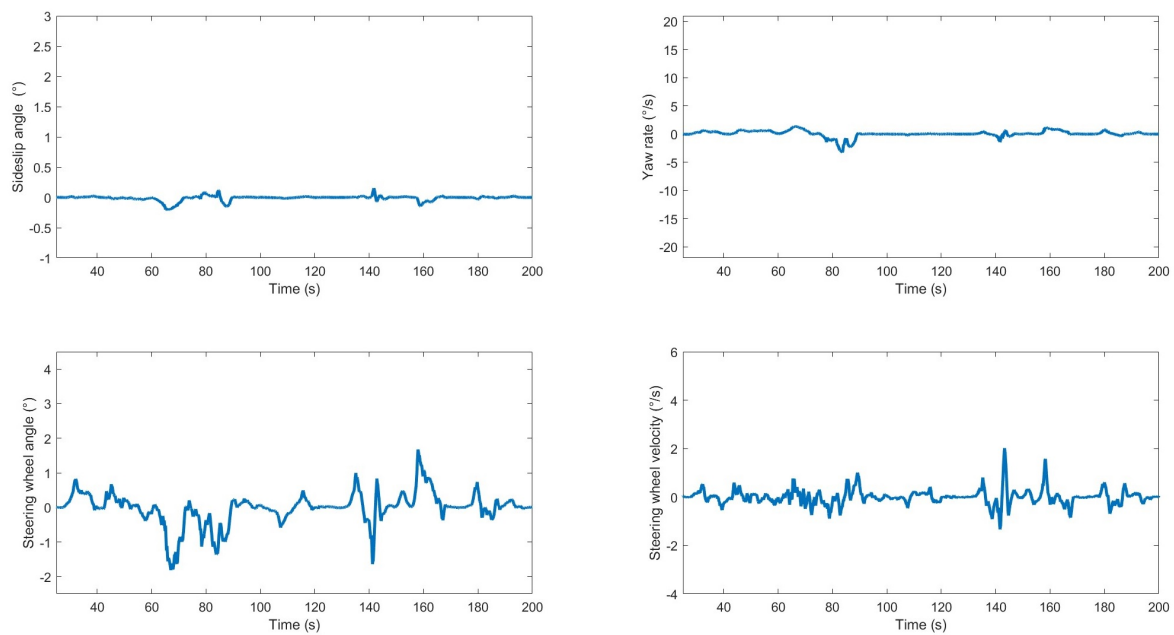 3
2.5
2
1.5
1
0.5
0
-0.5
-1
Sideslip angle (°)
40 60 80 100 120 140 160 180 200
Time (s)
20
15
10
5
0
-5
-10
-15
-20
Yaw rate (°/s)
40 60 80 100 120 140 160 180 200
Time (s)
4
3
2
1
0
-1
-2
Steering wheel angle (°)
40 60 80 100 120 140 160 180 200
Time (s)
6
4
2
0
-2
-4
Steering wheel velocity (°/s)
40 60 80 100 120 140 160 180 200
Time (s)